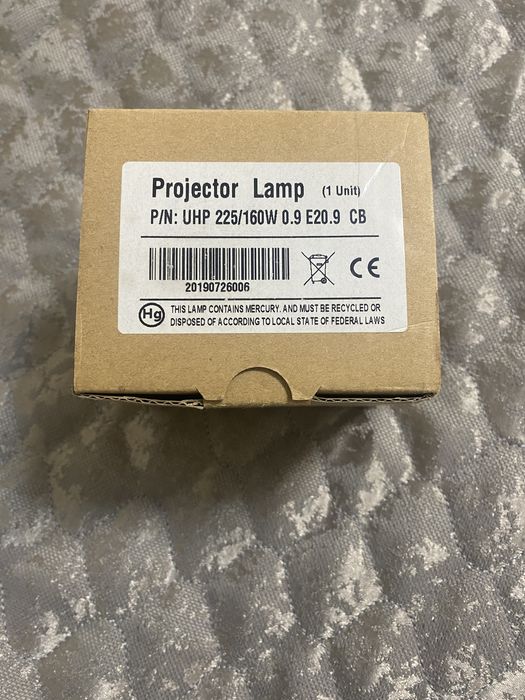 Projector Lamp (1 Unit)
P/N: UHP 225/160W 0.9 E20.9 CB
20190726006
CE
Hg
THIS LAMP CONTAINS MERCURY. AND MUST BE RECYCLED OR
DISPOSED OF ACCORDING TO LOCAL STATE OF FEDERAL LAWS